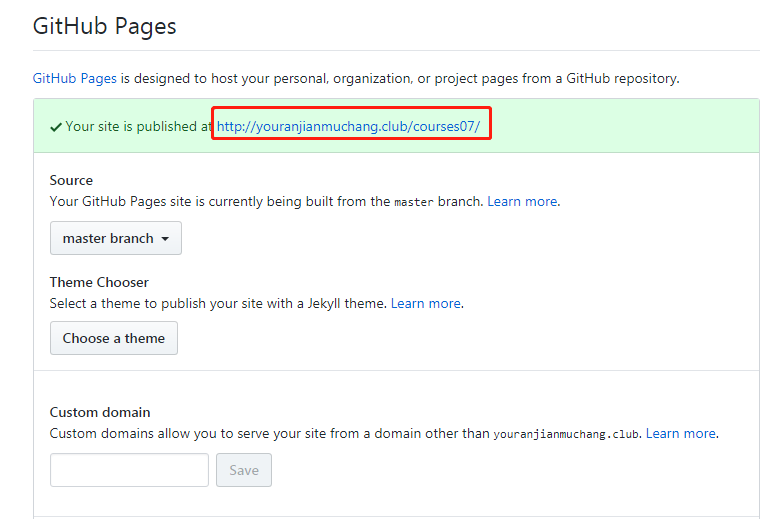 GitHub Pages
GitHub Pages is designed to host your personal, organization, or project pages from a GitHub repository.
Your site is published at http://youranjianmuchang.club/courses07/
Source
Your GitHub Pages site is currently being built from the master branch. Learn more.
master branch
Theme Chooser
Select a theme to publish your site with a Jekyll theme. Learn more.
Choose a theme
Custom domain
Custom domains allow you to serve your site from a domain other than youranjianmuchang.club. Learn more.
Save